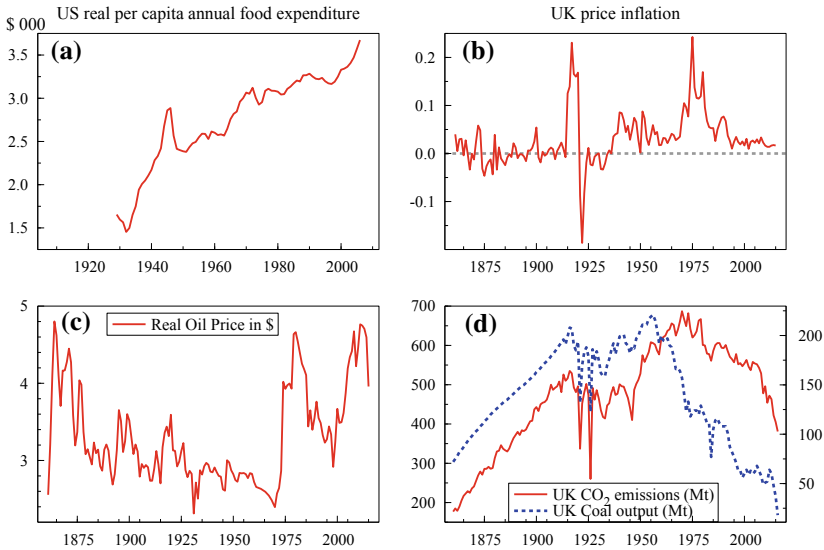 US real per capita annual food expenditure
$ 000
(a)
3.5
3.0
2.5
2.0
1.5
1920 1940 1960 1980 2000
UK price inflation
(b)
0.2
0.1
0.0
-0.1
1875 1900 1925 1950 1975 2000
(c)
Real Oil Price in $
5
4
3
1875 1900 1925 1950 1975 2000
(d)
700
600
500
400
300
200
200
150
100
50
UK CO2 emissions (Mt)
UK Coal output (Mt)
1875 1900 1925 1950 1975 2000